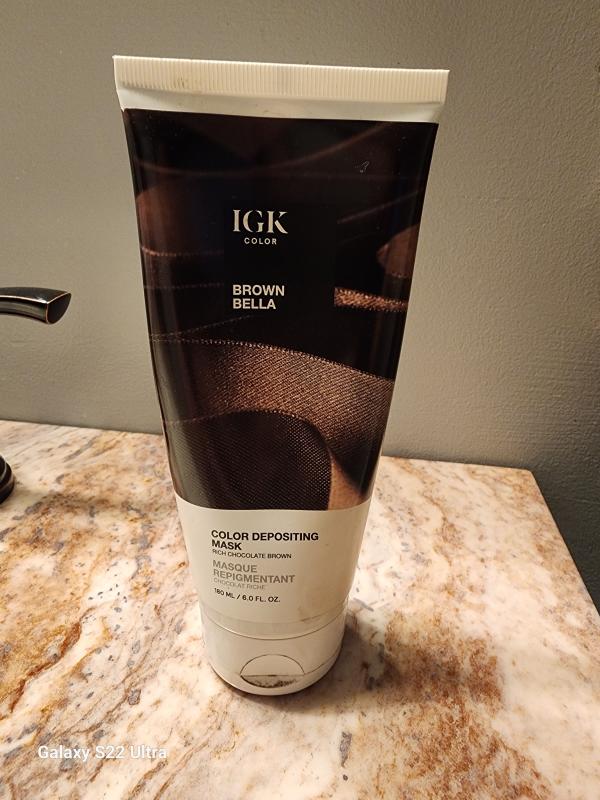 IGK
COLOR
BROWN
BELLA
COLOR DEPOSITING
MASK
RICH CHOCOLATE BROWN
MASQUE
REPIGMENTANT
CHOCOLAT RICHE
180 ML / 6.0 FL. OZ.
Galaxy S22 Ultra